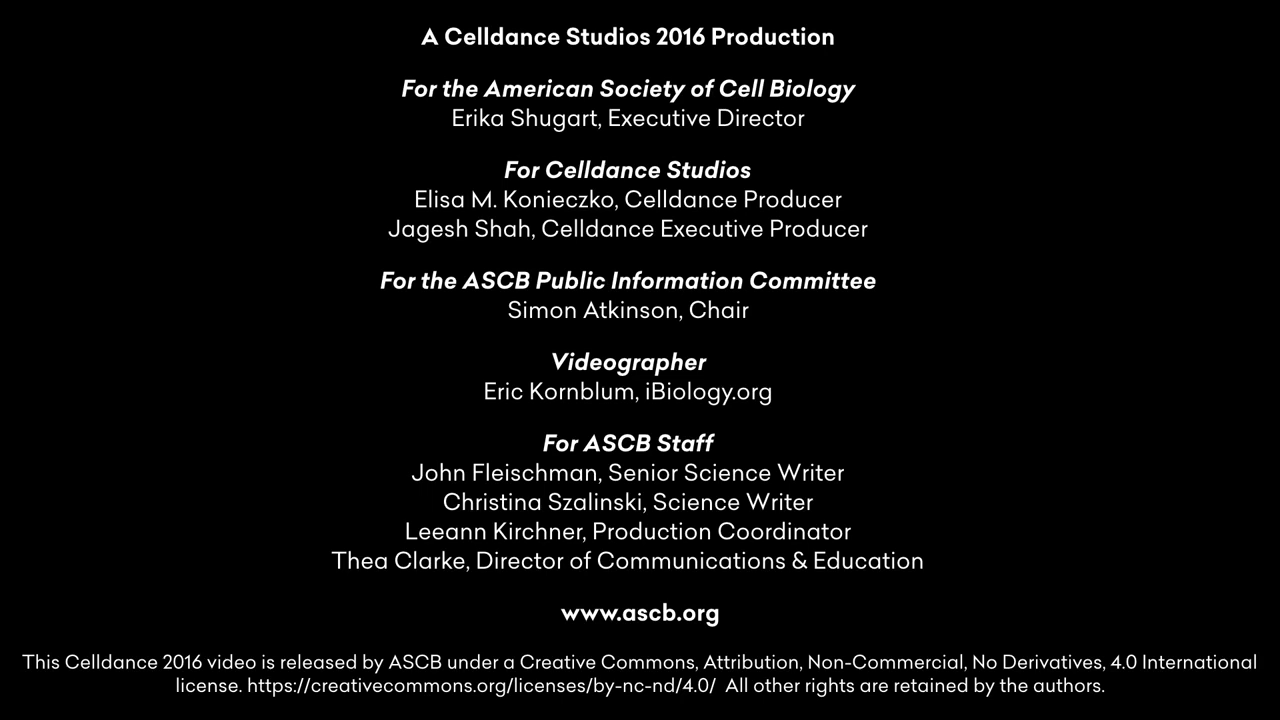 A Celldance Studios 2016 Production
For the American Society of Cell Biology
Erika Shugart, Executive Director
For Celldance Studios
Elisa M. Konieczko, Celldance Producer
Jagesh Shah, Celldance Executive Producer
For the ASCB Public Information Committee
Simon Atkinson, Chair
Videographer
Eric Kornblum, iBiology.org
For ASCB Staff
John Fleischman, Senior Science Writer
Christina Szalinski, Science Writer
Leeann Kirchner, Production Coordinator
Thea Clarke, Director of Communications & Education
www.ascb.org
This Celldance 2016 video is released by ASCB under a Creative Commons, Attribution, Non-Commercial, No Derivatives, 4.0 International
license. https://creativecommons.org/licenses/by-nc-nd/4.0/  All other rights are retained by the authors.